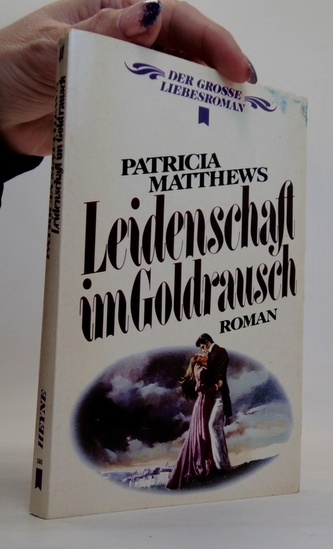 DER GROSSE
LIEBESROMAN
PATRICIA
MATTHEWS
Leidenschaft
im Goldrausch
ROMAN
Leidenschaft im Goldrausch
HEYNE